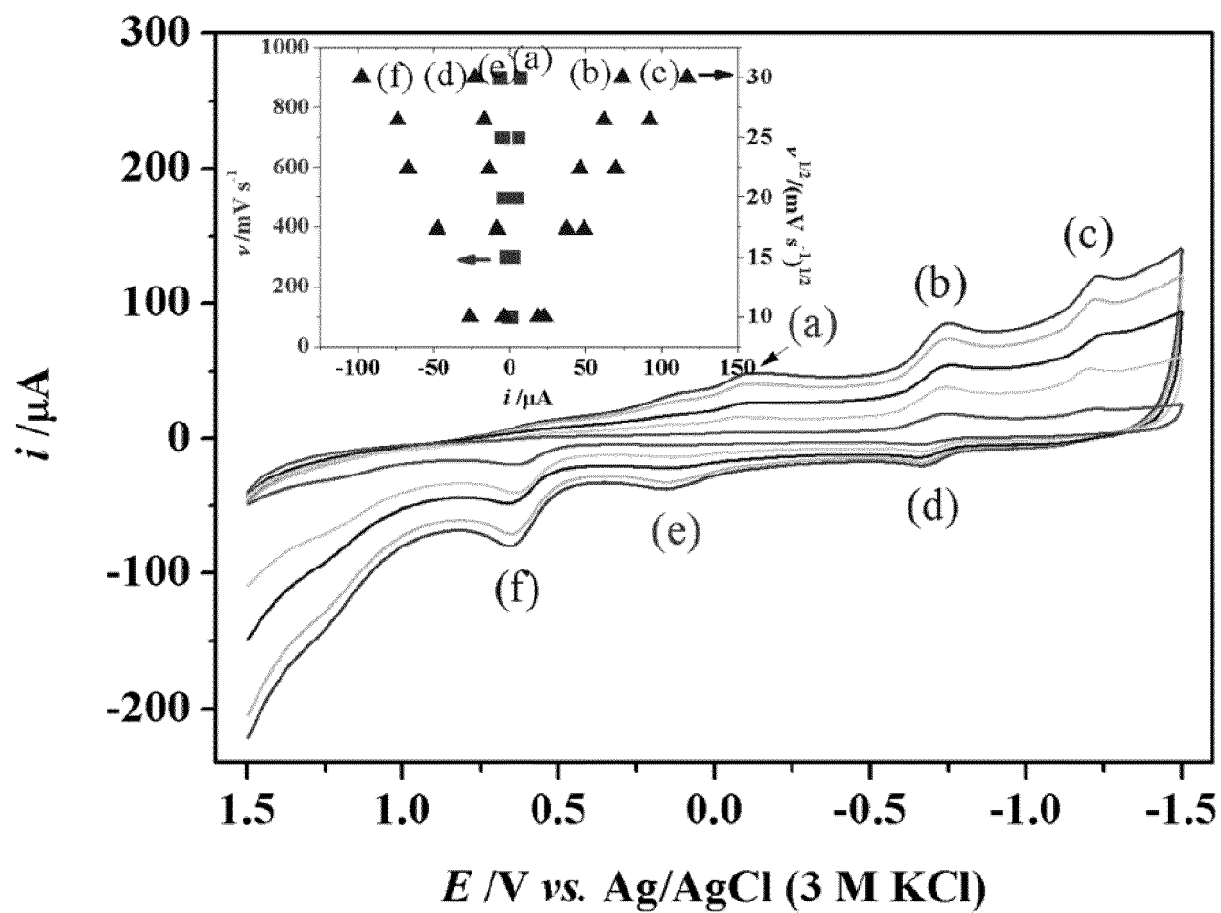 300
200
100
0
-100
-200
i /µA
1.5 1.0 0.5 0.0 -0.5 -1.0 -1.5
E /V vs. Ag/AgCl (3 M KCl)
(a)
(b)
(c)
(d)
(e)
(f)
1000
800
600
400
200
0
ν /mV s⁻¹
-100 -50 0 50 100 150
i /µA
30
25
20
15
10
ν^1/2/(mV s⁻¹)^1/2
(f) (d) (e) (a) (b) (c)